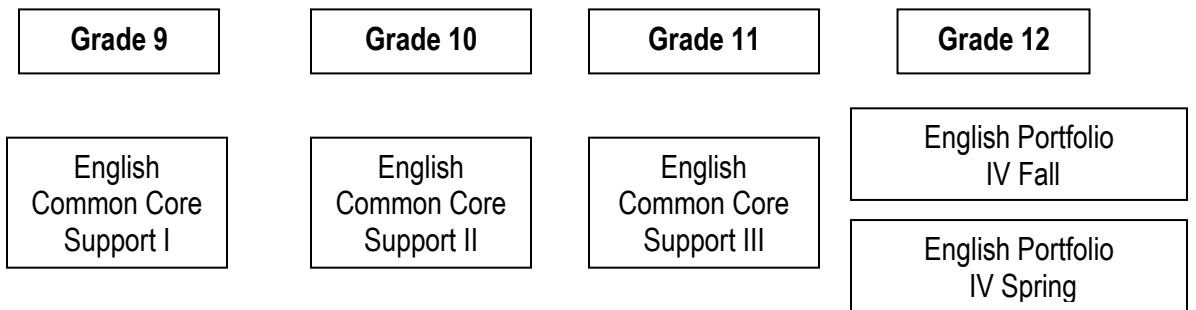 Grade 9
Grade 10
Grade 11
Grade 12
English
Common Core
Support I
English
Common Core
Support II
English
Common Core
Support III
English Portfolio
IV Fall
English Portfolio
IV Spring